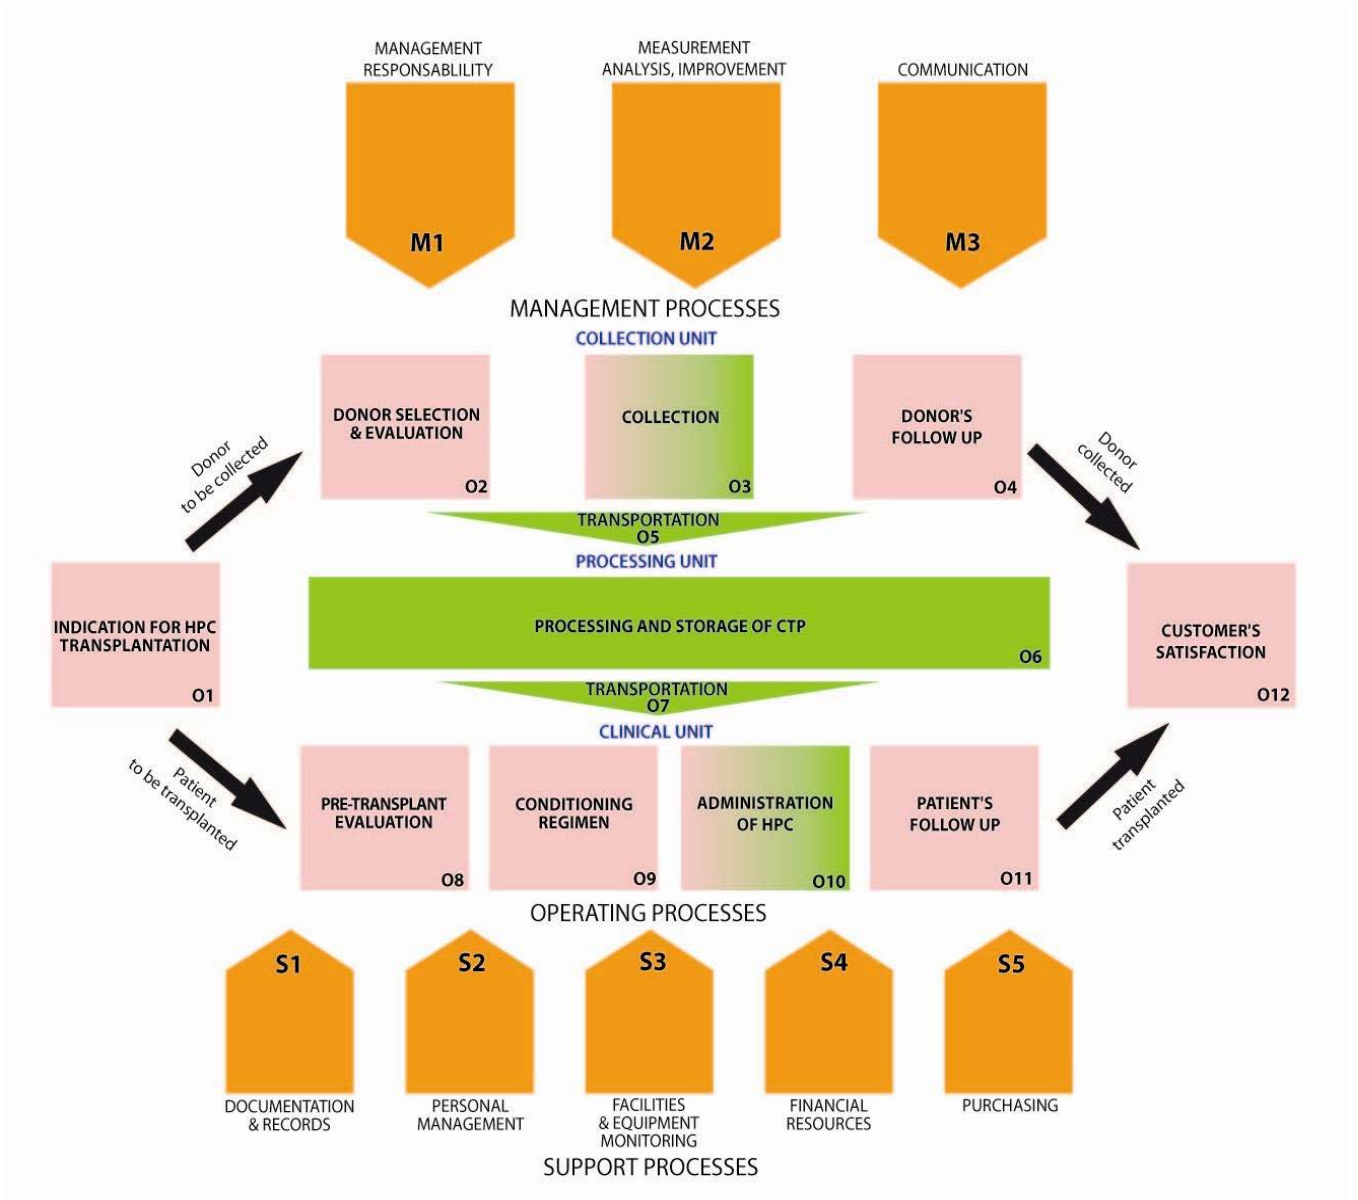 MANAGEMENT
RESPONSABLILITY
MEASUREMENT
ANALYSIS, IMPROVEMENT
COMMUNICATION
M1
M2
M3
MANAGEMENT PROCESSES
COLLECTION UNIT
DONOR SELECTION
& EVALUATION
O2
COLLECTION
O3
DONOR'S
FOLLOW UP
O4
Donor
to be collected
Donor
collected
TRANSPORTATION
O5
PROCESSING UNIT
INDICATION FOR HPC
TRANSPLANTATION
O1
PROCESSING AND STORAGE OF CTP
O6
CUSTOMER'S
SATISFACTION
O12
TRANSPORTATION
O7
CLINICAL UNIT
Patient
to be transplanted
PRE-TRANSPLANT
EVALUATION
O8
CONDITIONING
REGIMEN
O9
ADMINISTRATION
OF HPC
O10
PATIENT'S
FOLLOW UP
O11
Patient
transplanted
OPERATING PROCESSES
S1
S2
S3
S4
S5
DOCUMENTATION
& RECORDS
PERSONAL
MANAGEMENT
FACILITIES
& EQUIPMENT
MONITORING
FINANCIAL
RESOURCES
PURCHASING
SUPPORT PROCESSES